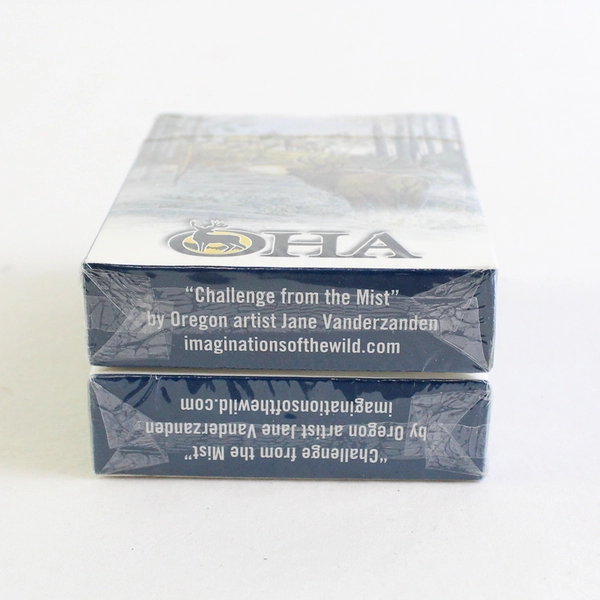 OHA
“Challenge from the Mist”
by Oregon artist Jane Vanderzanden
imaginationsofthewild.com
“Challenge from the Mist”
by Oregon artist Jane Vanderzanden
imaginationsofthewild.com